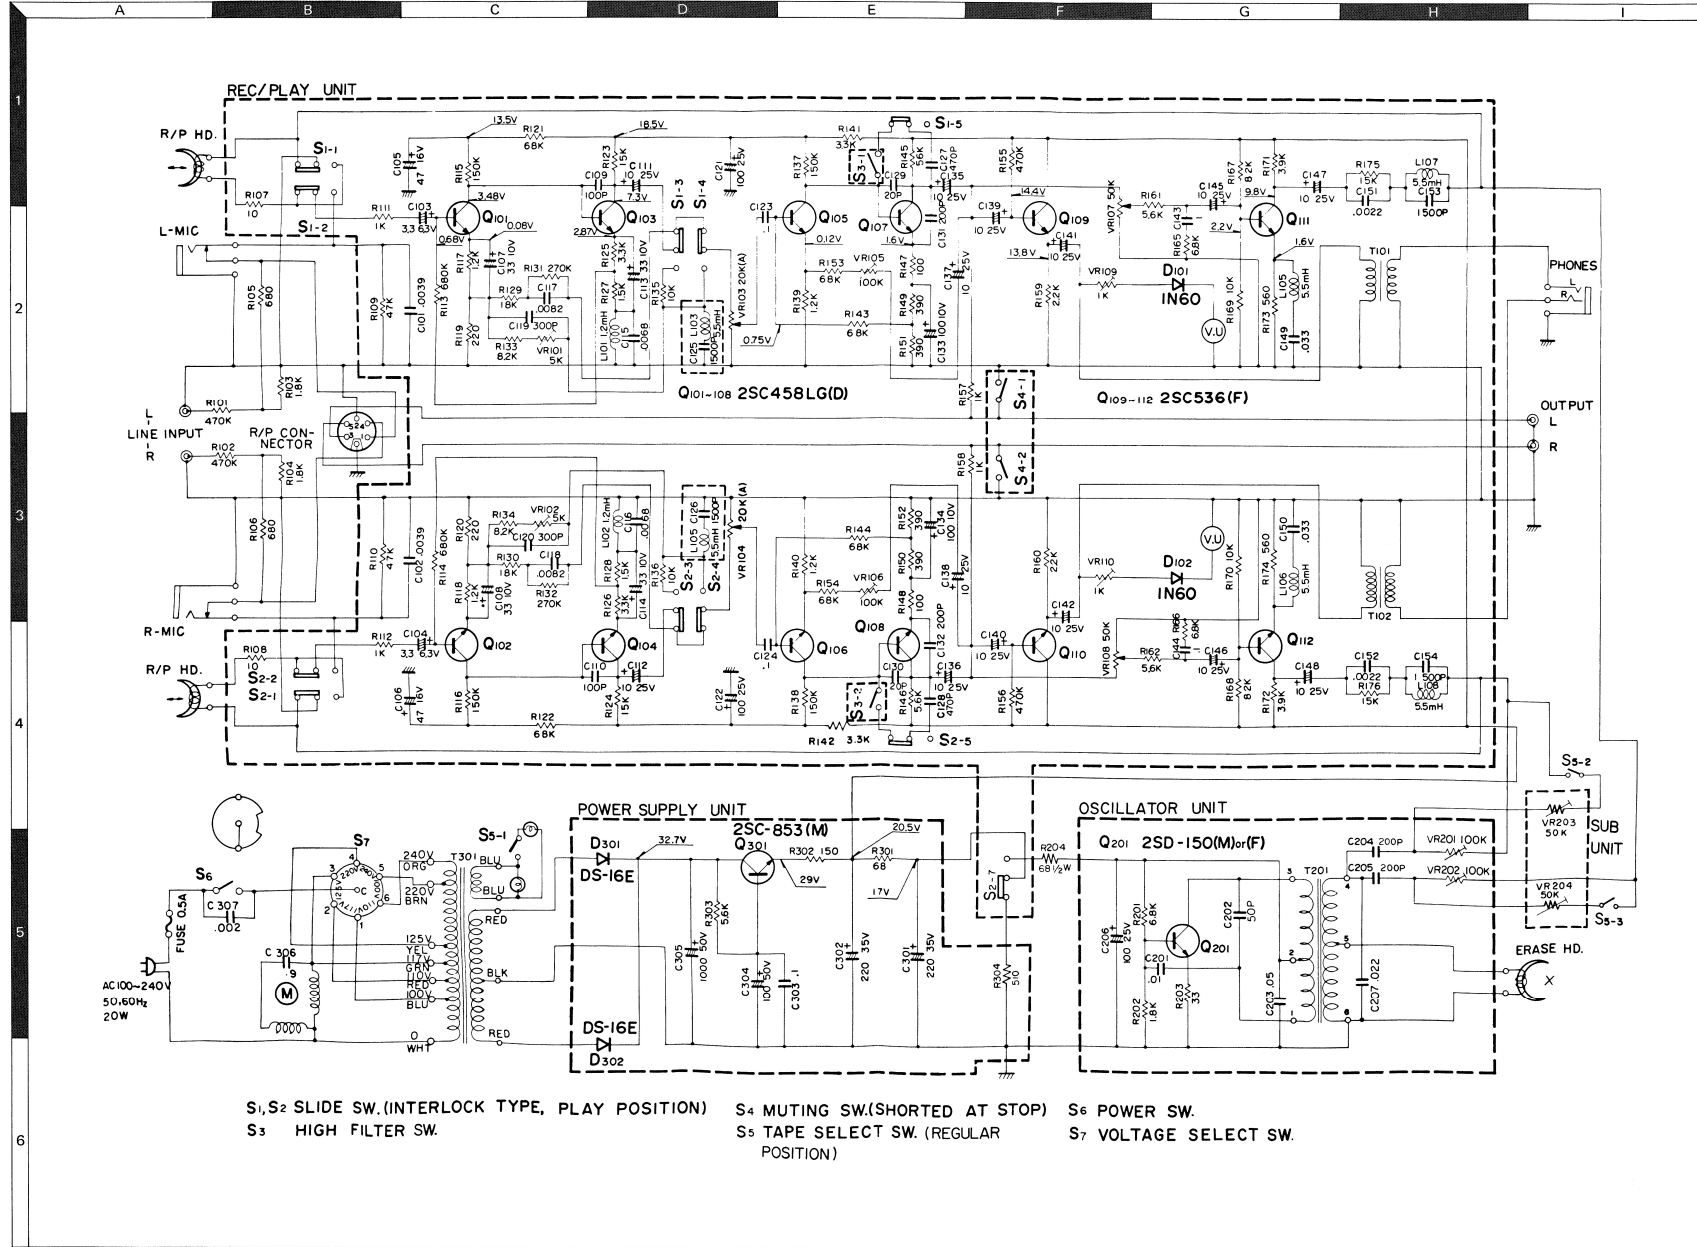 A B C D E F G H I
1
2
3
4
5
6
REC/PLAY UNIT
R/P HD.
S1-1
R107
10
S1-2
L-MIC
R105
680
R111
1K
C103
3.3 6.3V
C105
47 16V
R115
150K
13.5V
R121
68K
3.48V
Q101
0.68V
0.08V
R117
1.2K
C107
33 10V
R113 680K
R109
47K
C101 .0039
R119
220
R131 270K
R129
18K
C117
.0082
C119 300P
R133
8.2K
VR101
5K
R123
15K
18.5V
C109
100P
C111
10 25V
7.3V
Q103
2.87V
R125
3.3K
C113 33 10V
R127
1.5K
L101 1.2mH
C115
.0068
R135
10K
S1-3
S1-4
C121
100 25V
L103
5.5mH
C125
1500P
VR103 20K(A)
C123
.1
0.75V
R137
150K
Q105
0.12V
R153
68K
VR105
100K
R139
1.2K
R143
68K
R141
3.3K
S3-1
S1-5
R145
56K
C127
470P
C129
20P
C135
10 25V
Q107
1.6V
C131 200P
R147
100
C137
10 25V
R149
390
R151
390
C133 100 10V
R155
470K
14.4V
C139
10 25V
Q109
C141
10 25V
13.8V
R159
2.2K
VR107 50K
VR109
1K
R161
5.6K
C143
R165
6.8K
C145
10 25V
D101
1N60
V.U
R167
8.2K
9.8V
2.2V
R169 10K
R171
3.9K
Q111
1.6V
L105
5.5mH
R173 560
C149
.033
C147
10 25V
R175
15K
C151
.0022
L107
5.5mH
C153
1500P
T101
PHONES
L
R
R103
1.8K
Q101~108 2SC458LG(D)
Q109~112 2SC536(F)
R157
1K
S4-1
L
LINE INPUT
R
R101
470K
R102
470K
R/P CONNECTOR
OUTPUT
L
R
R104
1.8K
R158
1K
S4-2
R106
680
R110
47K
C102 .0039
R114 680K
R120
220
R134
8.2K
VR102
5K
C120 300P
R130
18K
C118
.0082
R132
270K
R118
1.2K
C108
33 10V
L102 1.2mH
C116
.0068
R128
1.5K
R126
3.3K
C114
33 10V
R136
10K
S2-3
S2-4
L105
5.5mH
C126
1500P
VR104
20K(A)
R140
1.2K
R144
68K
R154
68K
VR106
100K
R152
390
C134
100 10V
R150
390
R148
100
C138
10 25V
R160
2.2K
VR110
1K
D102
1N60
V.U
R170 10K
R174 560
C150
.033
L106
5.5mH
T102
R-MIC
R/P HD.
R108
10
S2-2
S2-1
R112
1K
C104
3.3 6.3V
Q102
C106
47 16V
R116
150K
R122
68K
Q104
C110
100P
C112
10 25V
R124
15K
C122
100 25V
C124
.1
Q106
R138
150K
R142 3.3K
Q108
C132 200P
C130
20P
C136
10 25V
S3-2
R146
5.6K
C128
470P
S2-5
C140
10 25V
Q110
C142
10 25V
R156
470K
VR108 50K
R162
5.6K
C144
R166
6.8K
C146
10 25V
R168
8.2K
Q112
R172
3.9K
C148
10 25V
C152
.0022
R176
15K
C154
1500P
L108
5.5mH
S5-2
VR203
50K
SUB
UNIT
VR204
50K
S5-3
POWER SUPPLY UNIT
OSCILLATOR UNIT
S6
C307
.002
FUSE 0.5A
AC100~240V
50,60Hz
20W
C306
.9
M
S7
240V
ORG
220V
BRN
125V
YEL
117V
GRN
110V
RED
100V
BLU
0
WHT
T301
S5-1
BLU
BLU
RED
BLK
RED
D301
DS-16E
DS-16E
D302
32.7V
2SC-853(M)
Q301
R302 150
29V
20.5V
R301
68
17V
R303
5.6K
C305
1000 50V
C304
100 50V
C303 .1
C302
220 35V
C301
220 35V
S2-7
R304
510
R204
68 ½W
Q201 2SD-150(M)or(F)
C206
100 25V
R201
6.8K
Q201
C201
.01
R202
1.8K
R203
33
C202
50P
C203 .05
T201
3
2
1
4
5
6
C204 200P
C205 200P
VR201 100K
VR202 100K
C207 .022
ERASE HD.
X
S1,S2 SLIDE SW.(INTERLOCK TYPE, PLAY POSITION)
S3 HIGH FILTER SW.
S4 MUTING SW.(SHORTED AT STOP)
S5 TAPE SELECT SW. (REGULAR
POSITION)
S6 POWER SW.
S7 VOLTAGE SELECT SW.